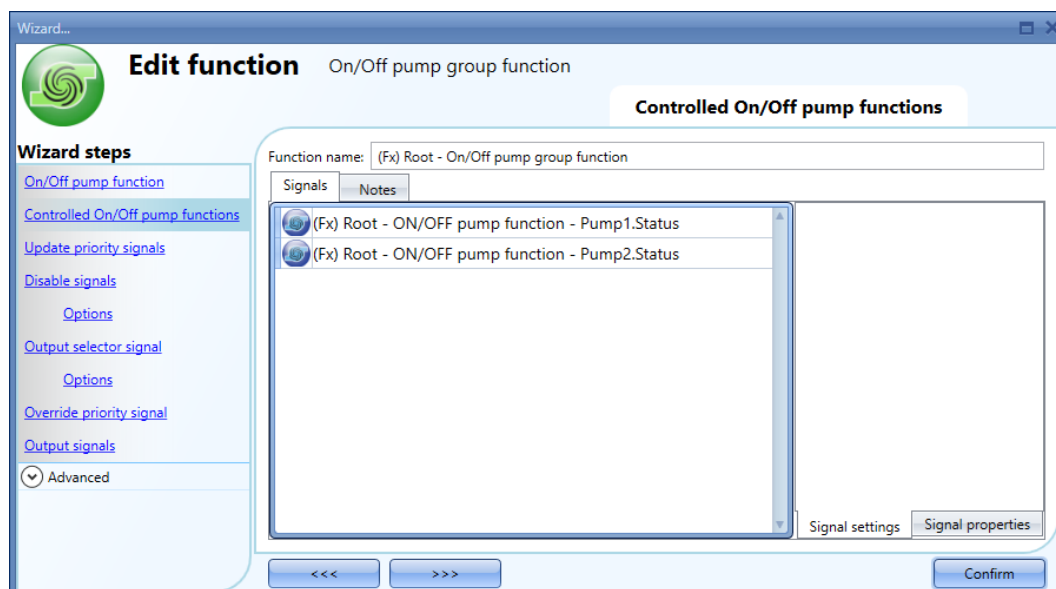 Wizard...
Edit function On/Off pump group function
Controlled On/Off pump functions
Wizard steps
On/Off pump function
Controlled On/Off pump functions
Update priority signals
Disable signals
Options
Output selector signal
Options
Override priority signal
Output signals
Advanced
Function name: (Fx) Root - On/Off pump group function
Signals Notes
(Fx) Root - ON/OFF pump function - Pump1.Status
(Fx) Root - ON/OFF pump function - Pump2.Status
Signal settings Signal properties
<<< >>> Confirm